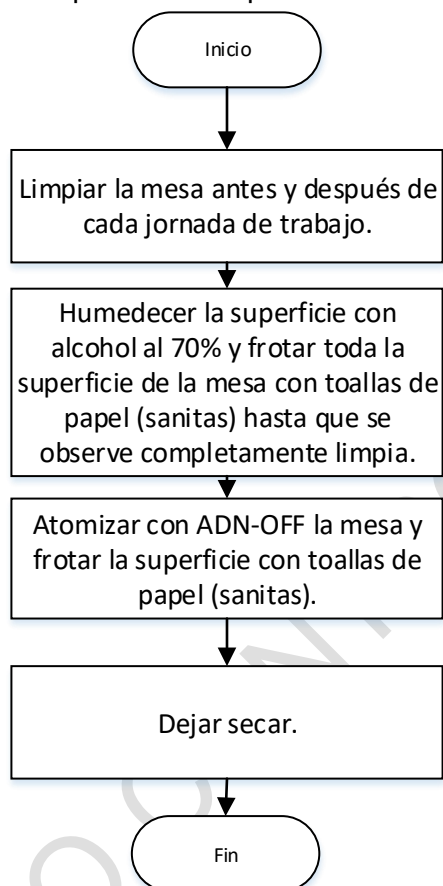 Inicio
Limpiar la mesa antes y después de
cada jornada de trabajo.
Humedecer la superficie con
alcohol al 70% y frotar toda la
superficie de la mesa con toallas de
papel (sanitas) hasta que se
observe completamente limpia.
Atomizar con ADN-OFF la mesa y
frotar la superficie con toallas de
papel (sanitas).
Dejar secar.
Fin